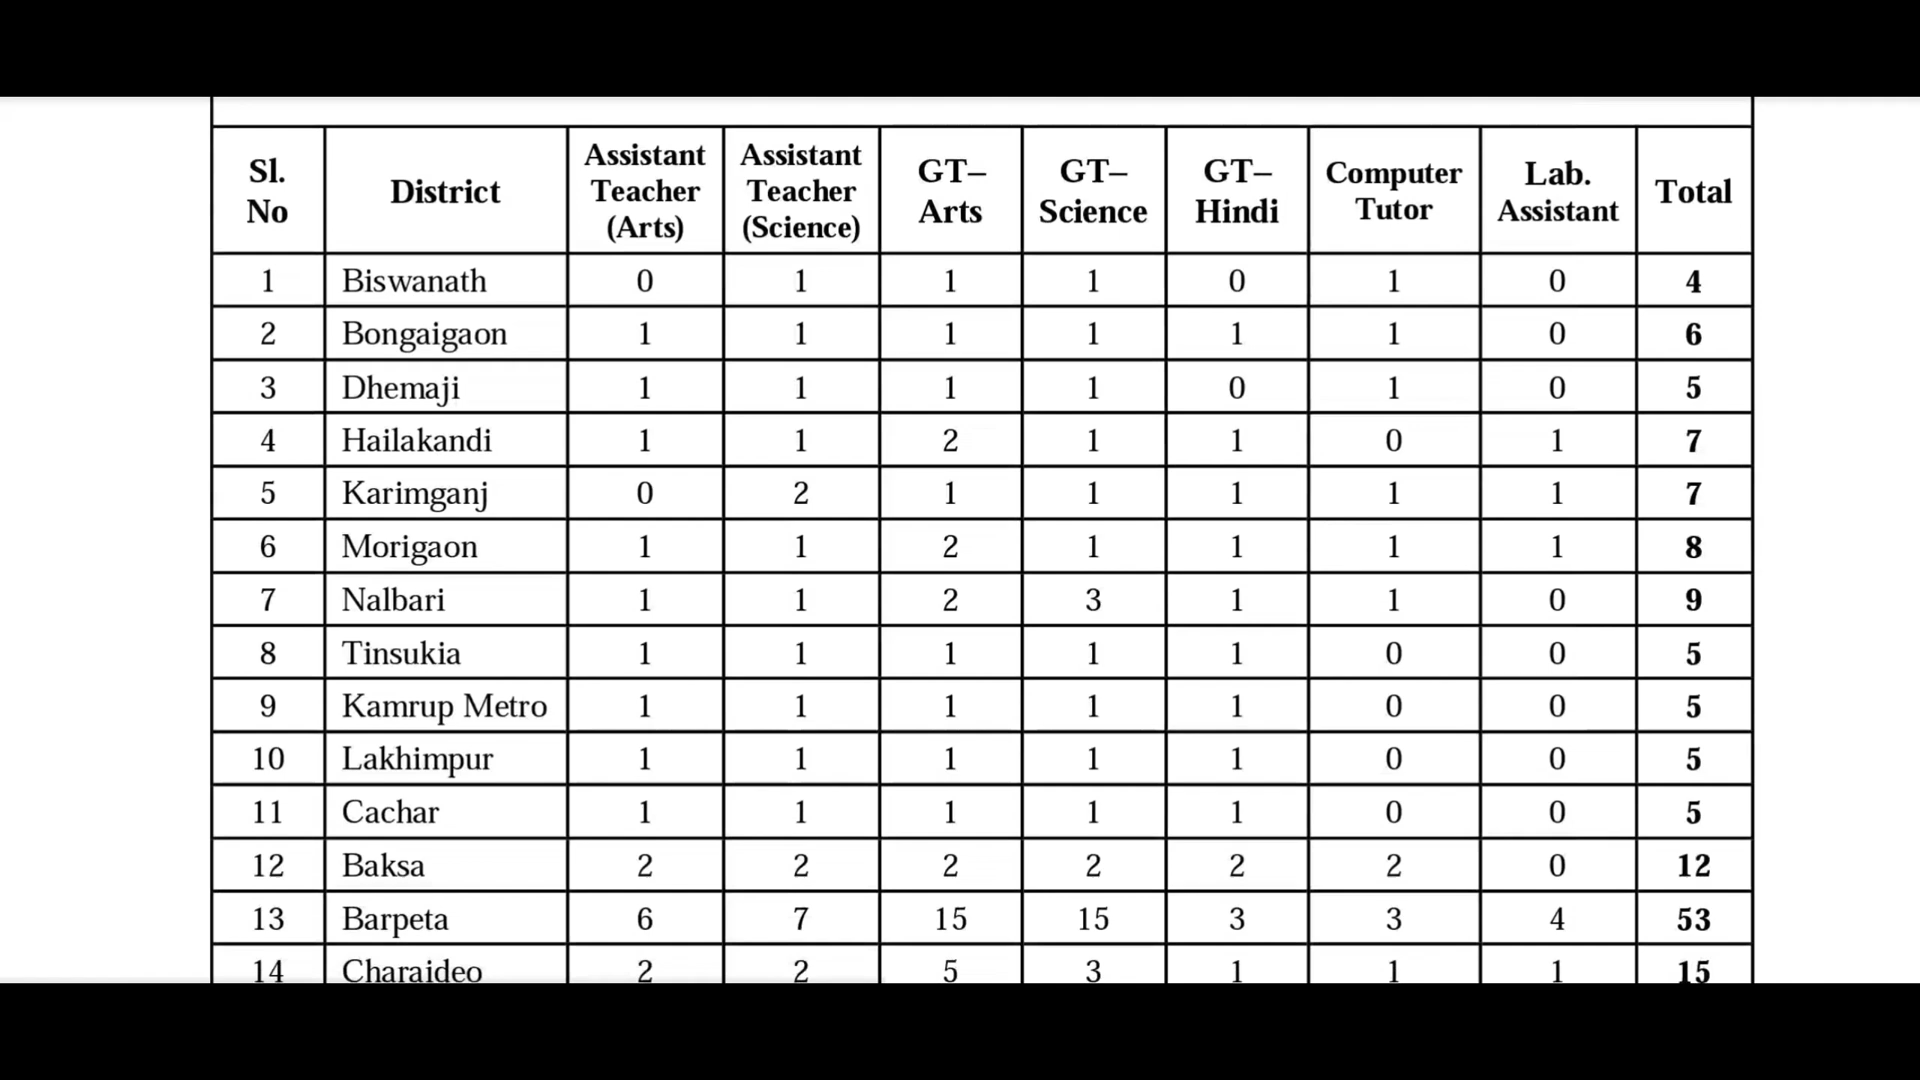 Sl. No District Assistant Teacher (Arts) Assistant Teacher (Science) GT– Arts GT– Science GT– Hindi Computer Tutor Lab. Assistant Total
1 Biswanath 0 1 1 1 0 1 0 4
2 Bongaigaon 1 1 1 1 1 1 0 6
3 Dhemaji 1 1 1 1 0 1 0 5
4 Hailakandi 1 1 2 1 1 0 1 7
5 Karimganj 0 2 1 1 1 1 1 7
6 Morigaon 1 1 2 1 1 1 1 8
7 Nalbari 1 1 2 3 1 1 0 9
8 Tinsukia 1 1 1 1 1 0 0 5
9 Kamrup Metro 1 1 1 1 1 0 0 5
10 Lakhimpur 1 1 1 1 1 0 0 5
11 Cachar 1 1 1 1 1 0 0 5
12 Baksa 2 2 2 2 2 2 0 12
13 Barpeta 6 7 15 15 3 3 4 53
14 Charaideo 2 2 5 3 1 1 1 15